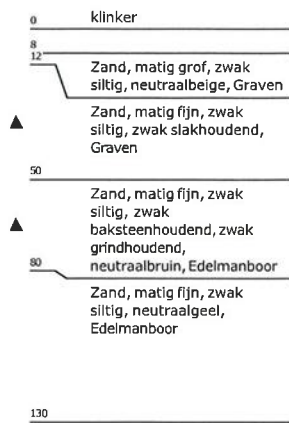 0 klinker
8
12
Zand, matig grof, zwak
siltig, neutraalbeige, Graven
Zand, matig fijn, zwak
siltig, zwak slakhoudend,
Graven
50
Zand, matig fijn, zwak
siltig, zwak
baksteenhoudend, zwak
grindhoudend,
neutraalbruin, Edelmanboor
80
Zand, matig fijn, zwak
siltig, neutraalgeel,
Edelmanboor
130